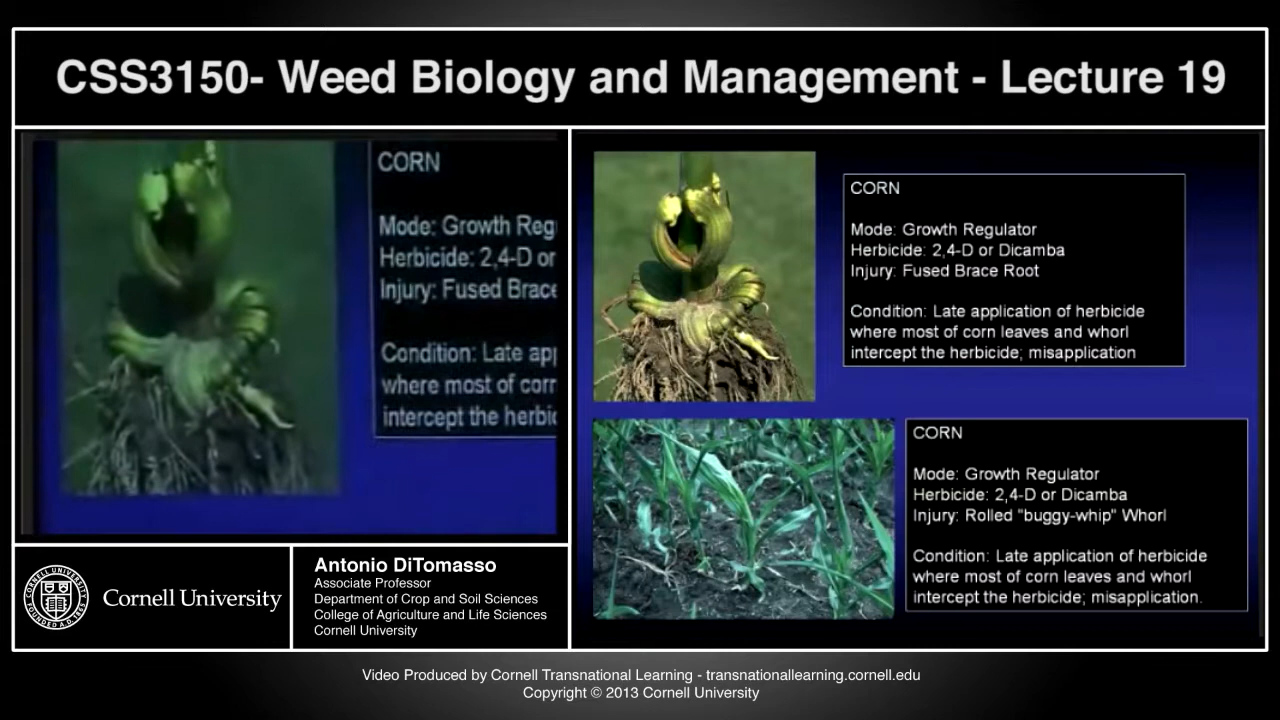 CSS3150- Weed Biology and Management - Lecture 19
CORN
Mode: Growth Reg
Herbicide: 2,4-D or
Injury: Fused Brace
Condition: Late app
where most of corn
intercept the herbic
CORN
Mode: Growth Regulator
Herbicide: 2,4-D or Dicamba
Injury: Fused Brace Root
Condition: Late application of herbicide
where most of corn leaves and whorl
intercept the herbicide; misapplication
CORN
Mode: Growth Regulator
Herbicide: 2,4-D or Dicamba
Injury: Rolled "buggy-whip" Whorl
Condition: Late application of herbicide
where most of corn leaves and whorl
intercept the herbicide; misapplication.
CORNELL UNIVERSITY
FOUNDED A.D. 1865
Cornell University
Antonio DiTomasso
Associate Professor
Department of Crop and Soil Sciences
College of Agriculture and Life Sciences
Cornell University
Video Produced by Cornell Transnational Learning - transnationallearning.cornell.edu
Copyright © 2013 Cornell University